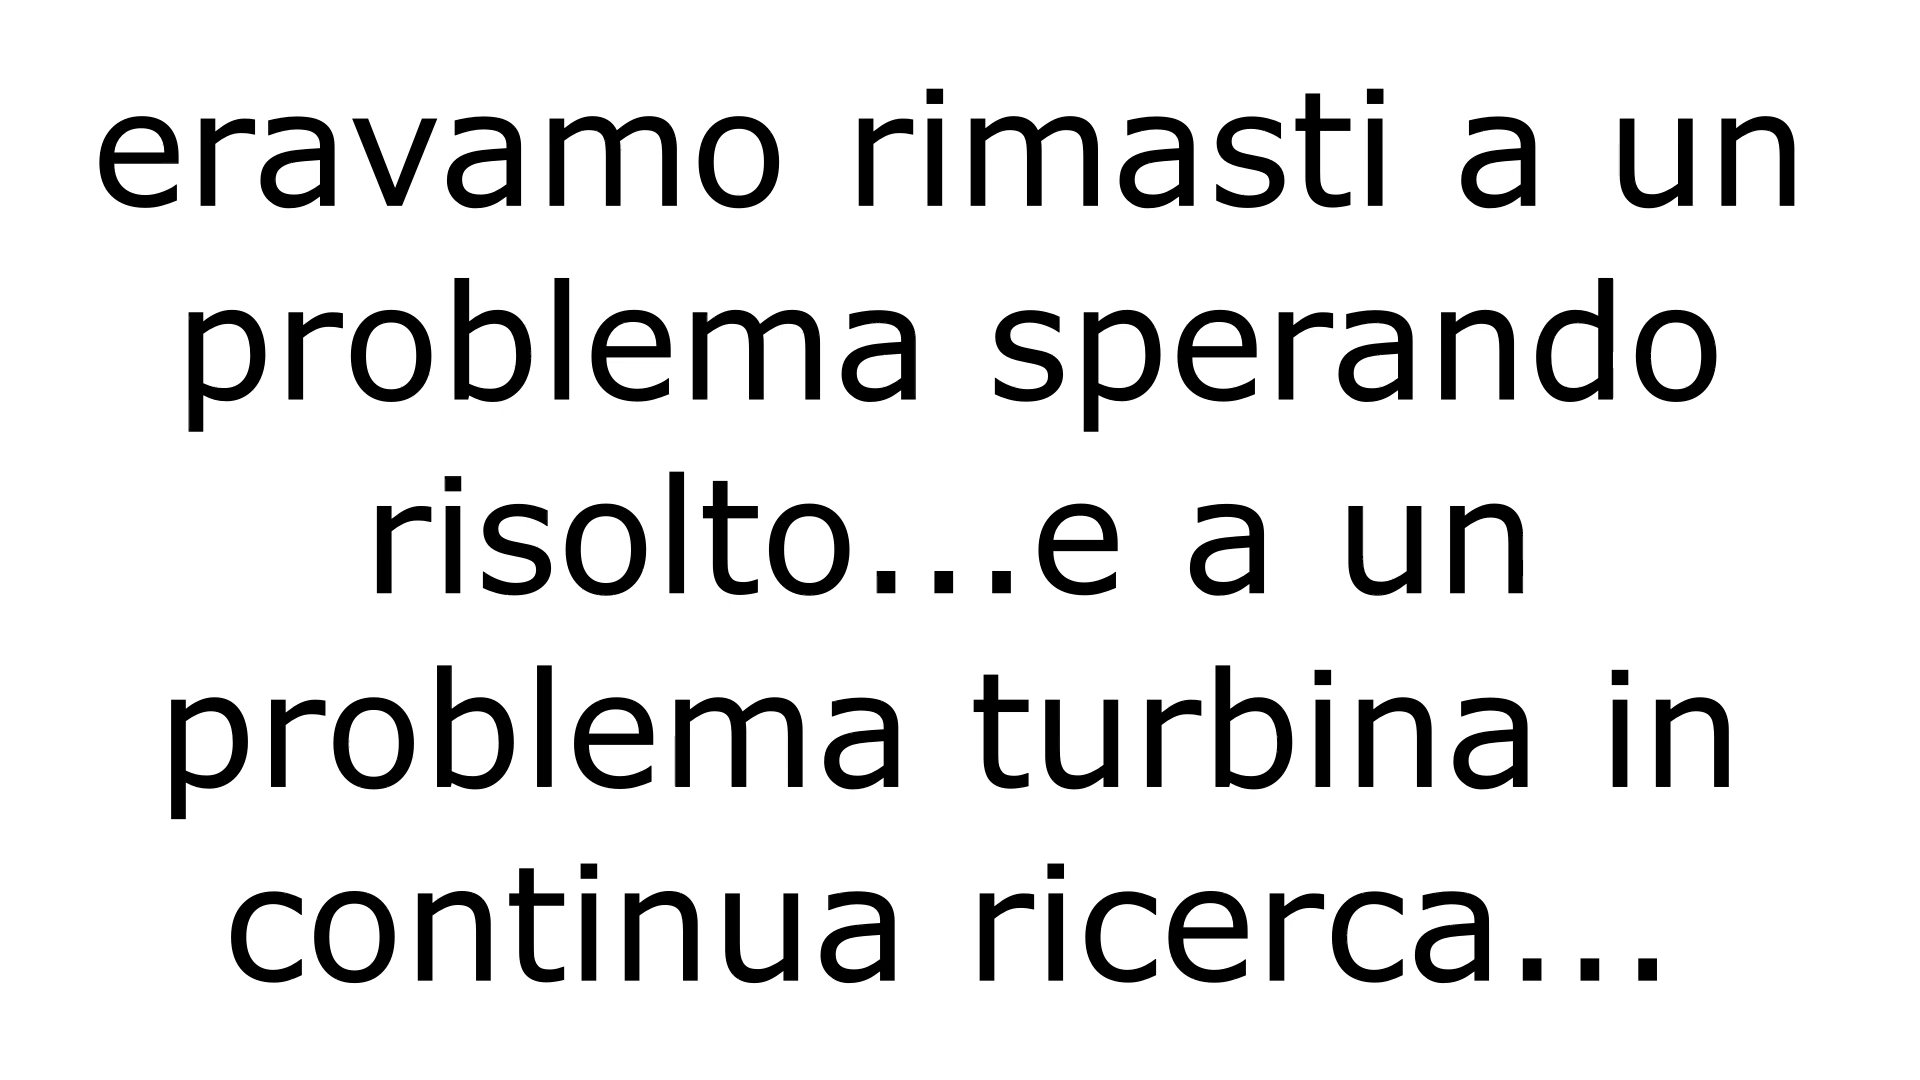 eravamo rimasti a un
problema sperando
risolto...e a un
problema turbina in
continua ricerca...